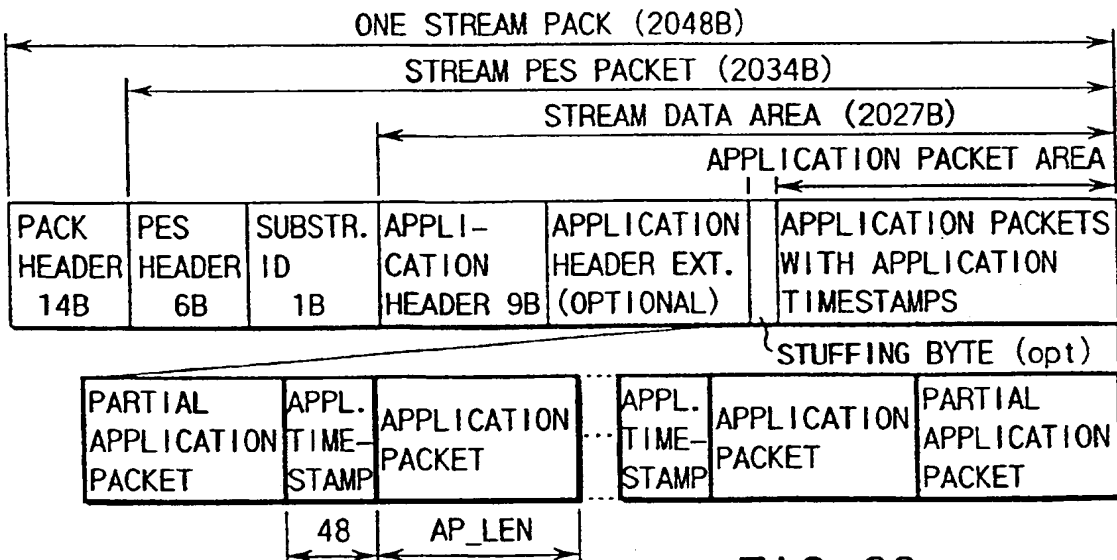 ONE STREAM PACK (2048B)
STREAM PES PACKET (2034B)
STREAM DATA AREA (2027B)
APPLICATION PACKET AREA
PACK
HEADER
14B
PES
HEADER
6B
SUBSTR.
ID
1B
APPLI-
CATION
HEADER 9B
APPLICATION
HEADER EXT.
(OPTIONAL)
APPLICATION PACKETS
WITH APPLICATION
TIMESTAMPS
STUFFING BYTE (opt)
PARTIAL
APPLICATION
PACKET
APPL.
TIME-
STAMP
APPLICATION
PACKET
APPL.
TIME-
STAMP
APPLICATION
PACKET
PARTIAL
APPLICATION
PACKET
48
AP_LEN